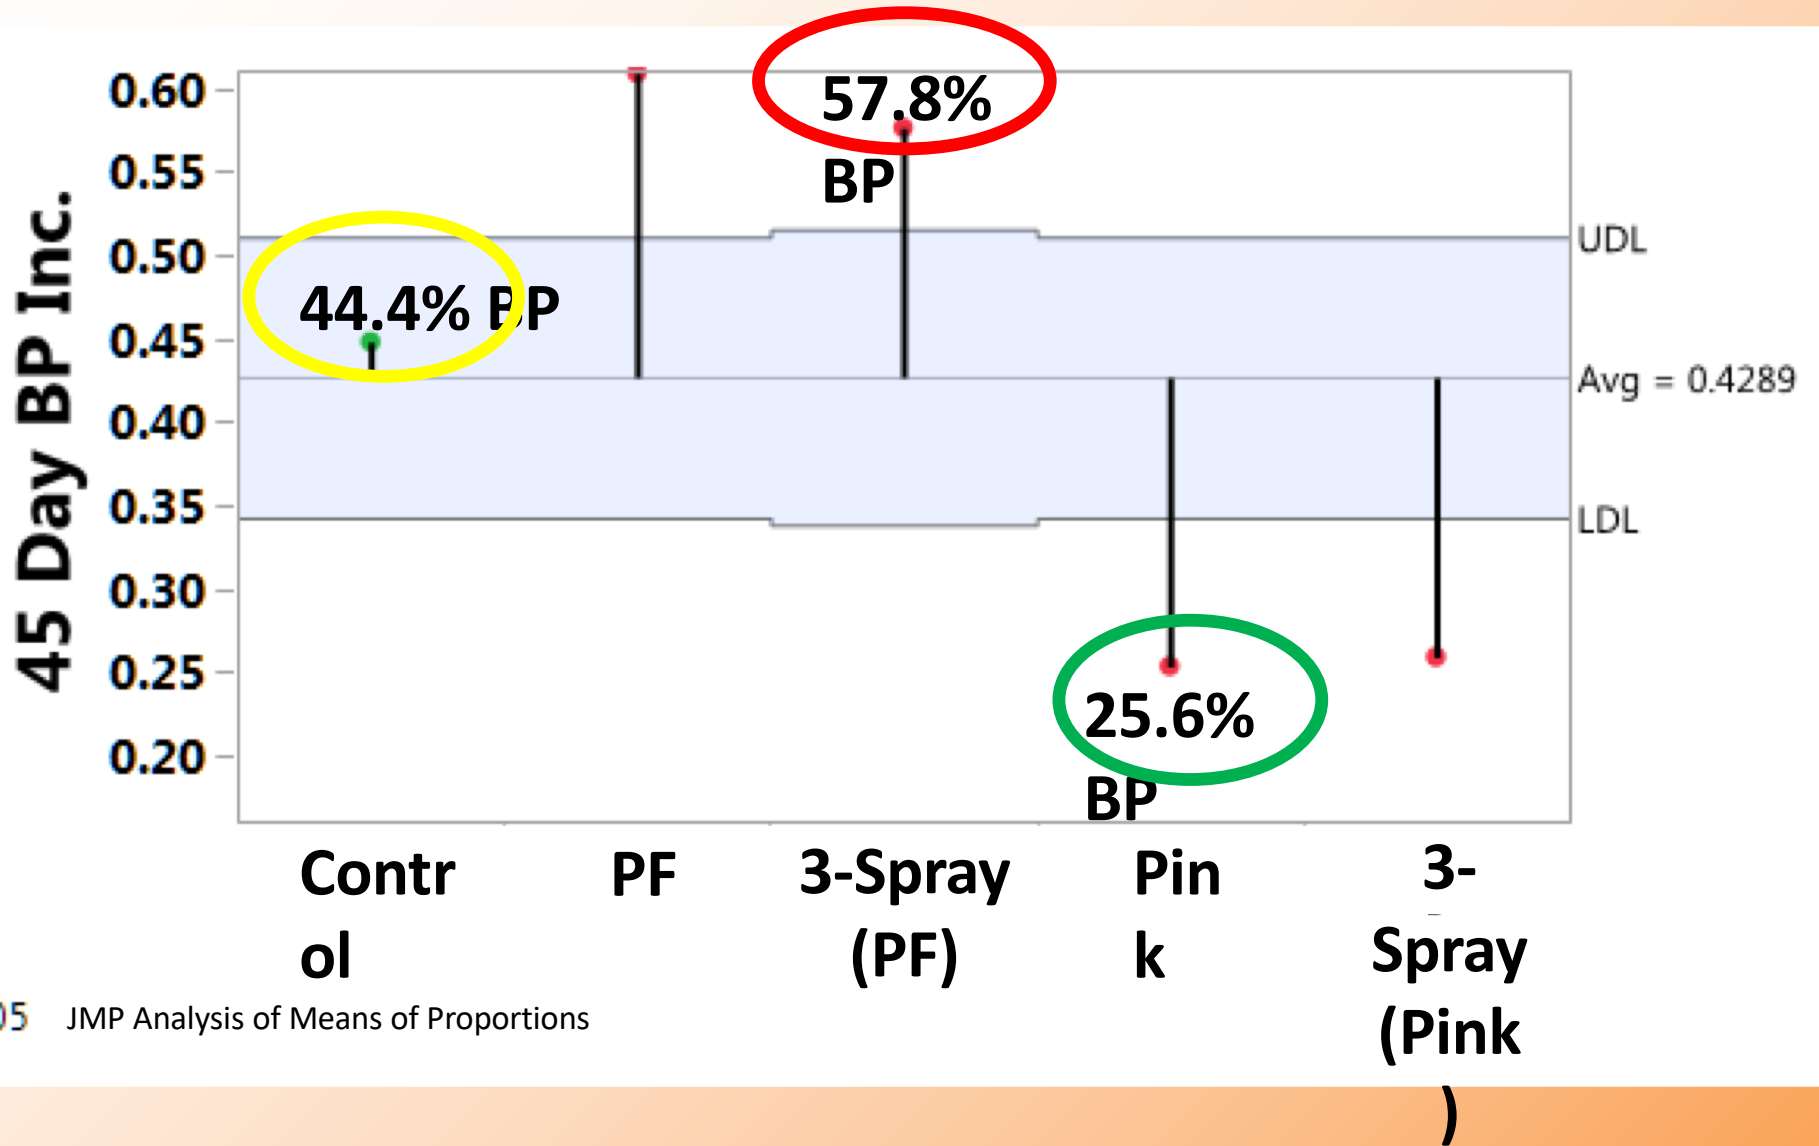 45 Day BP Inc.
0.60
0.55
0.50
0.45
0.40
0.35
0.30
0.25
0.20
57.8%
BP
44.4% BP
25.6%
BP
UDL
Avg = 0.4289
LDL
Contr
ol
PF
3-Spray
(PF)
Pin
k
3-
Spray
(Pink
)
05 JMP Analysis of Means of Proportions